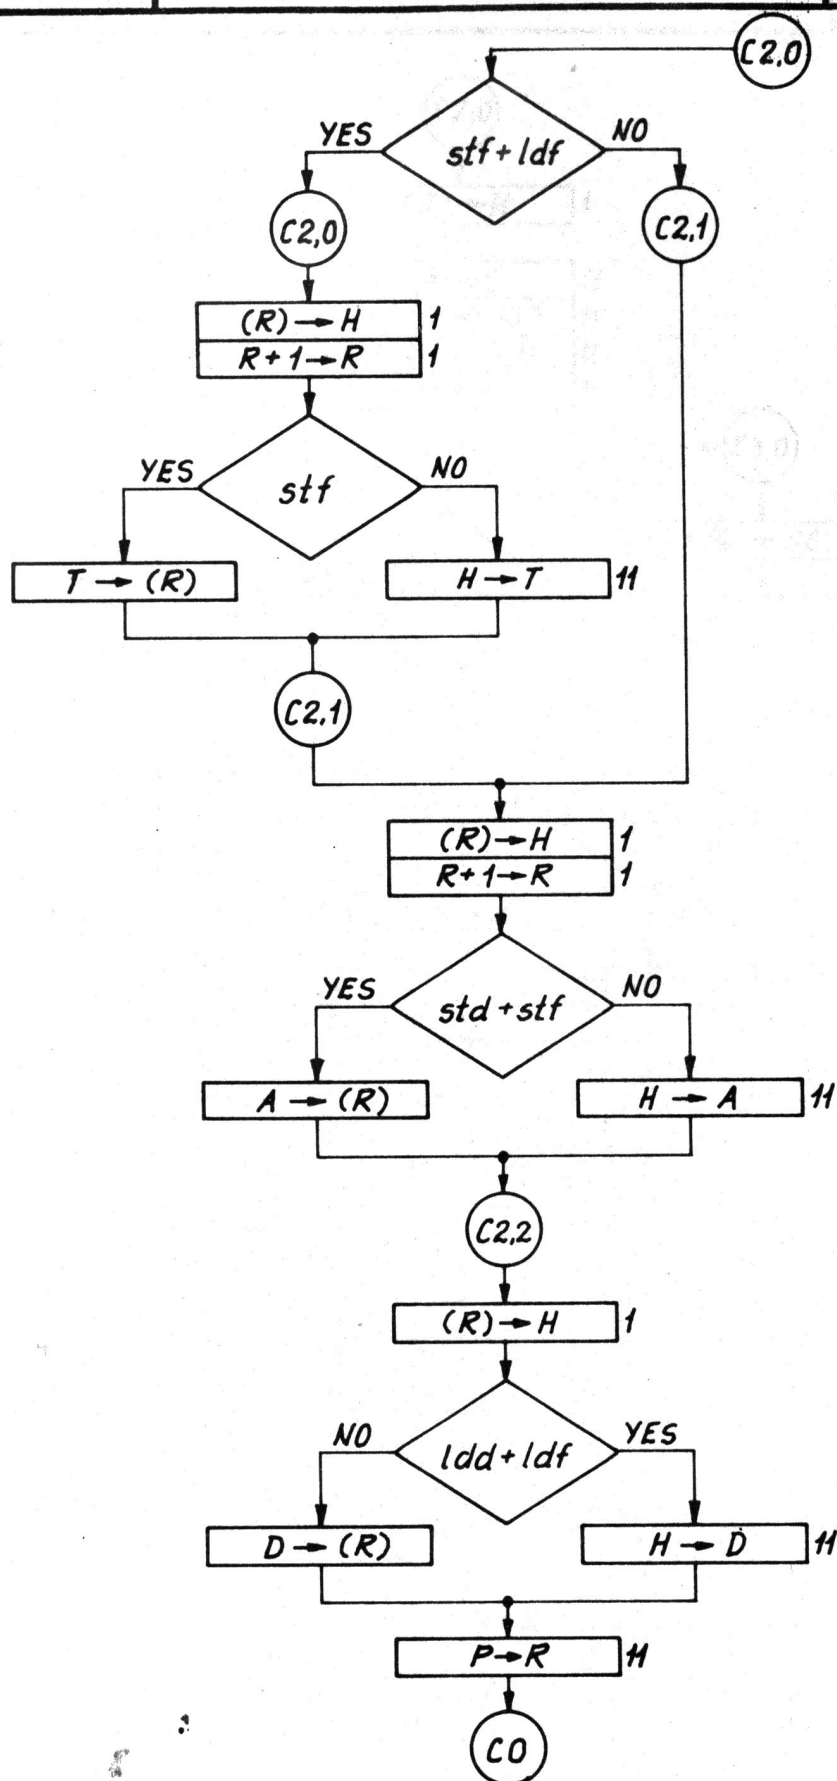 C2,0
stf + ldf
YES
NO
C2,0
C2,1
(R) → H 1
R + 1 → R 1
stf
YES
NO
T → (R)
H → T 11
C2,1
(R) → H 1
R + 1 → R 1
std + stf
YES
NO
A → (R)
H → A 11
C2,2
(R) → H 1
ldd + ldf
NO
YES
D → (R)
H → D 11
P → R 11
C0